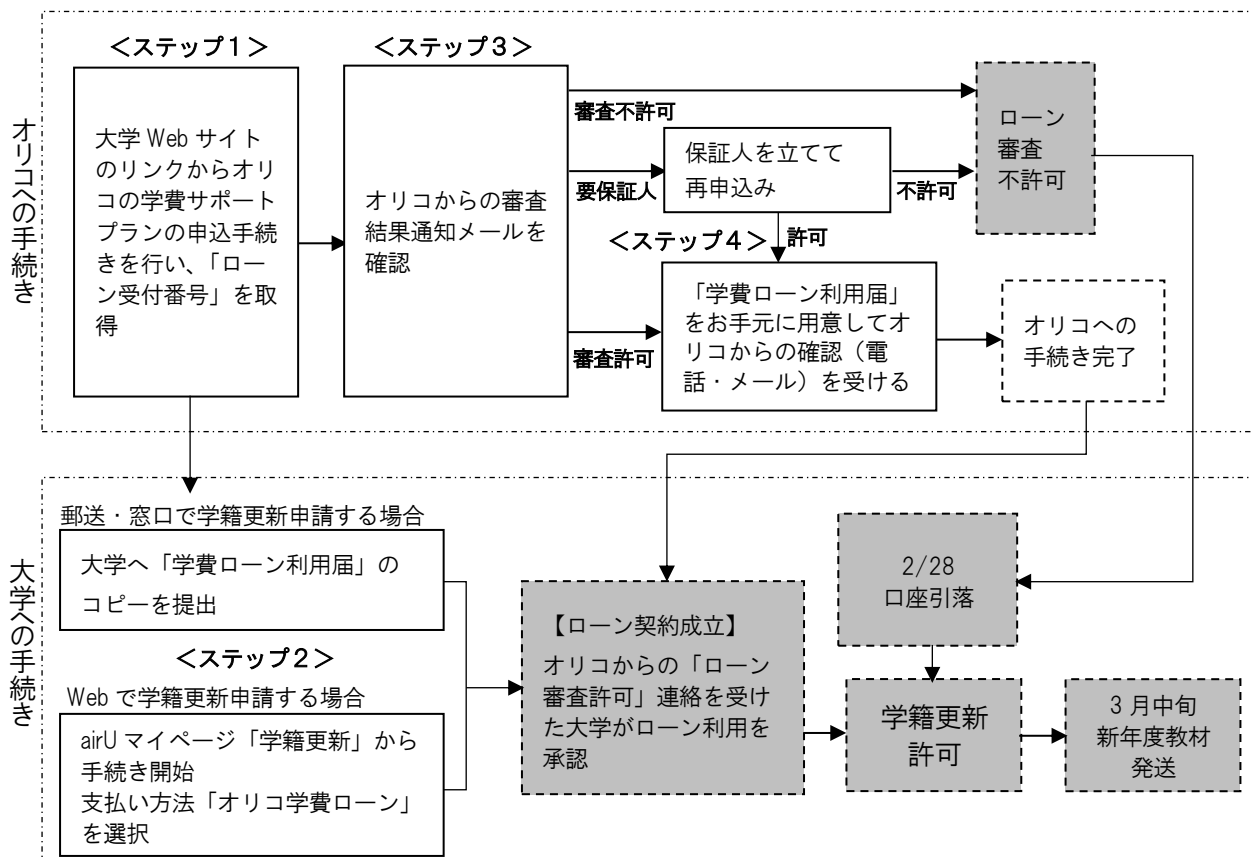 オリコへの手続き
＜ステップ１＞
大学 Web サイト
のリンクからオリ
コの学費サポート
プランの申込手続
きを行い、「ロー
ン受付番号」を取
得
＜ステップ３＞
オリコからの審査
結果通知メールを
確認
審査不許可
要保証人
審査許可
保証人を立てて
再申込み
不許可
許可
ローン
審査
不許可
＜ステップ４＞
「学費ローン利用届」
をお手元に用意してオ
リコからの確認（電
話・メール）を受ける
オリコへの
手続き完了
大学への手続き
郵送・窓口で学籍更新申請する場合
大学へ「学費ローン利用届」の
コピーを提出
＜ステップ２＞
Web で学籍更新申請する場合
airU マイページ「学籍更新」から
手続き開始
支払い方法「オリコ学費ローン」
を選択
【ローン契約成立】
オリコからの「ローン
審査許可」連絡を受け
た大学がローン利用を
承認
2/28
口座引落
学籍更新
許可
3 月中旬
新年度教材
発送